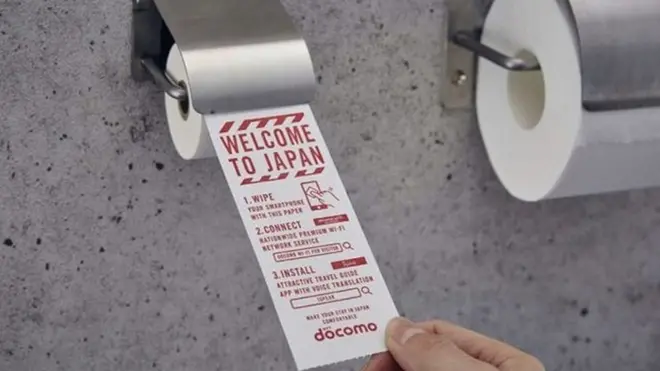 WELCOME
TO JAPAN
1.WIPE
YOUR SMARTPHONE
WITH THIS PAPER
2.CONNECT
NATIONWIDE PREMIUM WI-FI
NETWORK SERVICE
DOCOMO WI-FI FOR VISITOR
3.INSTALL
ATTRACTIVE TRAVEL GUIDE
APP WITH VOICE TRANSLATION
MAKE YOUR STAY IN JAPAN
COMFORTABLE
docomo